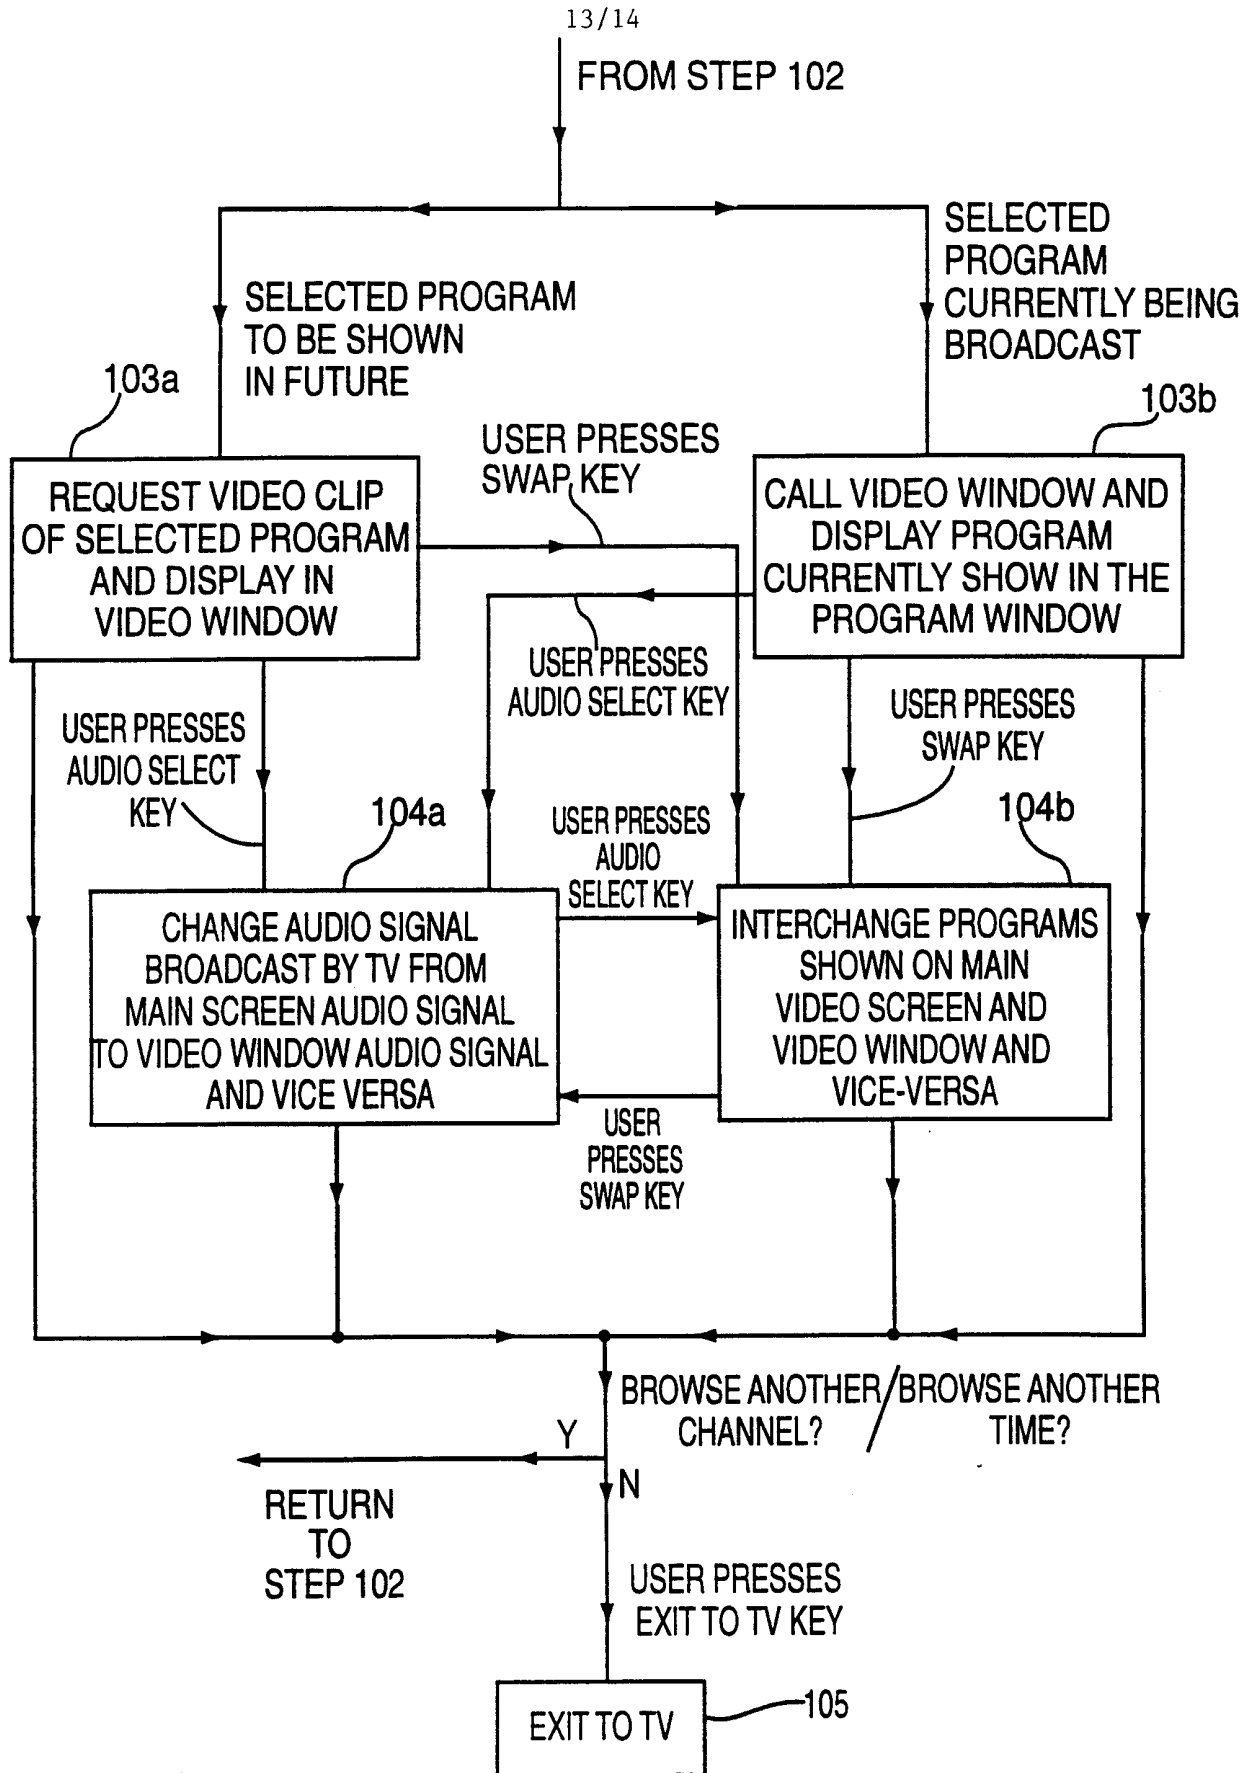 13/14
FROM STEP 102
SELECTED
PROGRAM
CURRENTLY BEING
BROADCAST
SELECTED PROGRAM
TO BE SHOWN
IN FUTURE
103a
103b
USER PRESSES
SWAP KEY
REQUEST VIDEO CLIP
OF SELECTED PROGRAM
AND DISPLAY IN
VIDEO WINDOW
CALL VIDEO WINDOW AND
DISPLAY PROGRAM
CURRENTLY SHOW IN THE
PROGRAM WINDOW
USER PRESSES
AUDIO SELECT KEY
USER PRESSES
AUDIO SELECT
KEY
USER PRESSES
SWAP KEY
104a
USER PRESSES
AUDIO
SELECT KEY
104b
CHANGE AUDIO SIGNAL
BROADCAST BY TV FROM
MAIN SCREEN AUDIO SIGNAL
TO VIDEO WINDOW AUDIO SIGNAL
AND VICE VERSA
INTERCHANGE PROGRAMS
SHOWN ON MAIN
VIDEO SCREEN AND
VIDEO WINDOW AND
VICE-VERSA
USER
PRESSES
SWAP KEY
BROWSE ANOTHER / BROWSE ANOTHER
CHANNEL? TIME?
Y
N
RETURN
TO
STEP 102
USER PRESSES
EXIT TO TV KEY
EXIT TO TV
105